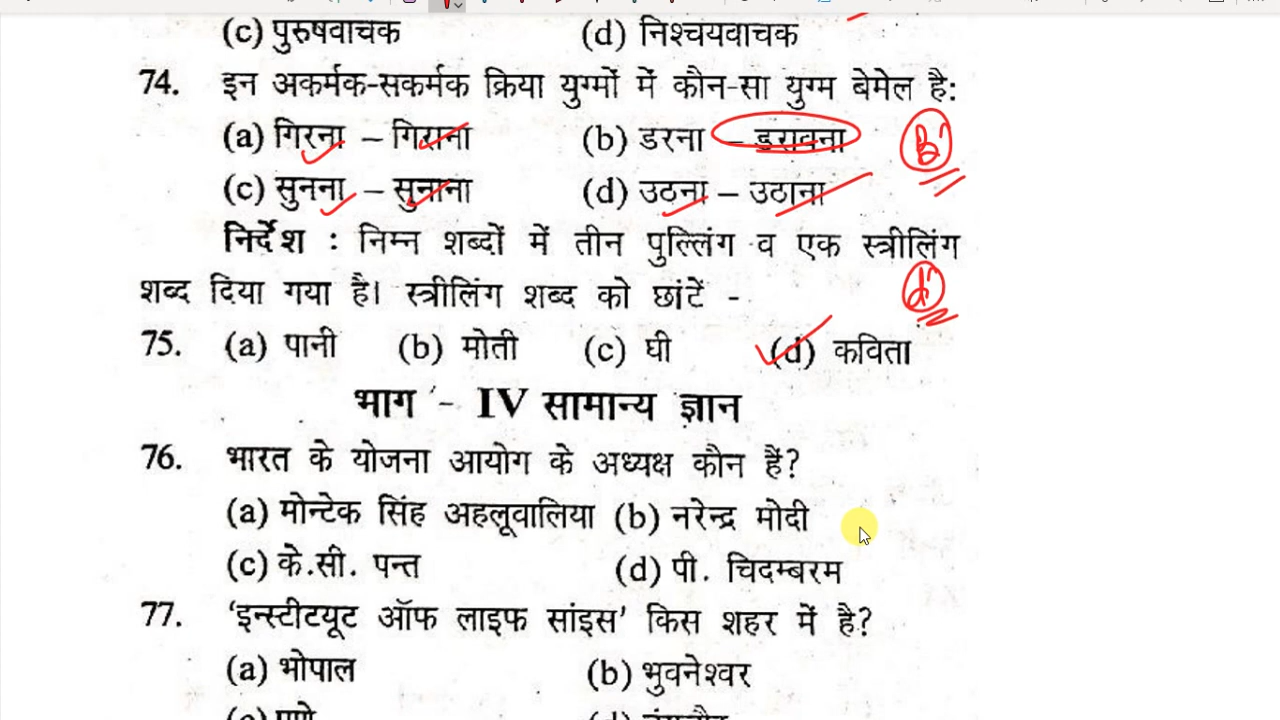 (c) पुरुषवाचक (d) निश्चयवाचक
74. इन अकर्मक-सकर्मक क्रिया युग्मों में कौन-सा युग्म बेमेल है:
(a) गिरना – गिराना (b) डरना – डरावना
(c) सुनना – सुनाना (d) उठना – उठाना
निर्देश : निम्न शब्दों में तीन पुल्लिंग व एक स्त्रीलिंग
शब्द दिया गया है। स्त्रीलिंग शब्द को छांटें -
75. (a) पानी (b) मोती (c) घी (d) कविता
भाग - IV सामान्य ज्ञान
76. भारत के योजना आयोग के अध्यक्ष कौन हैं?
(a) मोन्टेक सिंह अहलूवालिया (b) नरेन्द्र मोदी
(c) के.सी. पन्त (d) पी. चिदम्बरम
77. 'इन्स्टीटयूट ऑफ लाइफ सांइस' किस शहर में है?
(a) भोपाल (b) भुवनेश्वर